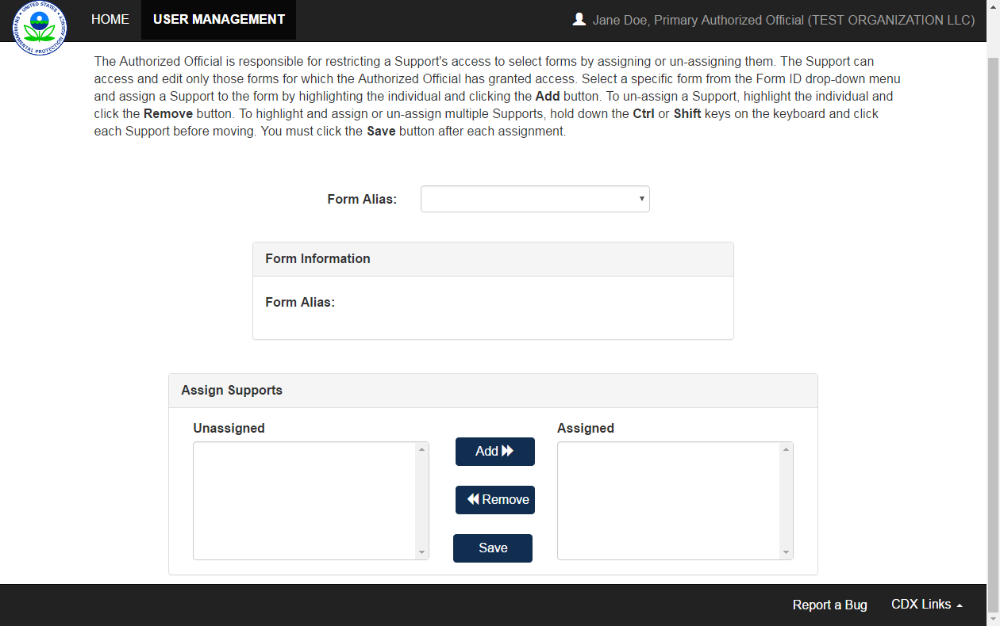 UNITED STATES
ENVIRONMENTAL PROTECTION AGENCY
HOME USER MANAGEMENT Jane Doe, Primary Authorized Official (TEST ORGANIZATION LLC)
The Authorized Official is responsible for restricting a Support's access to select forms by assigning or un-assigning them. The Support can
access and edit only those forms for which the Authorized Official has granted access. Select a specific form from the Form ID drop-down menu
and assign a Support to the form by highlighting the individual and clicking the Add button. To un-assign a Support, highlight the individual and
click the Remove button. To highlight and assign or un-assign multiple Supports, hold down the Ctrl or Shift keys on the keyboard and click
each Support before moving. You must click the Save button after each assignment.
Form Alias:
Form Information
Form Alias:
Assign Supports
Unassigned
Assigned
Add
Remove
Save
Report a Bug CDX Links